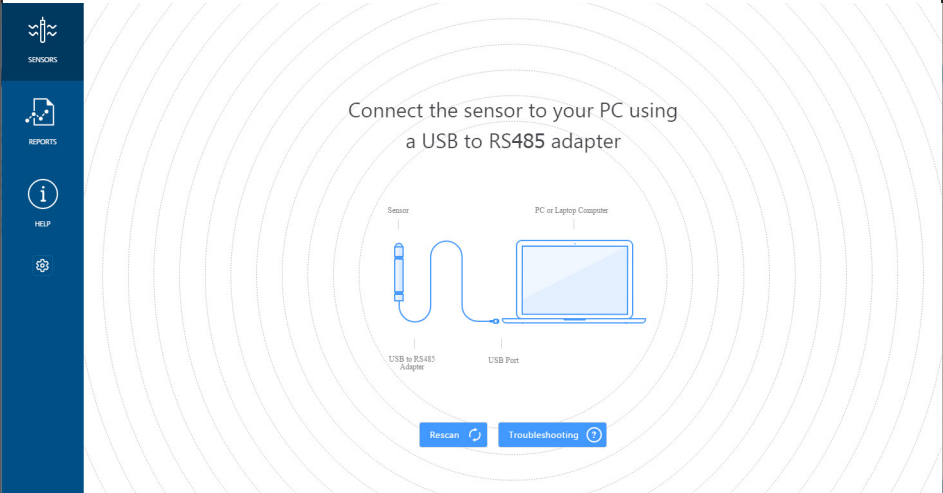 SENSORS
REPORTS
HELP
Connect the sensor to your PC using
a USB to RS485 adapter
Sensor
PC or Laptop Computer
USB to RS485
Adapter
USB Port
Rescan
Troubleshooting ?